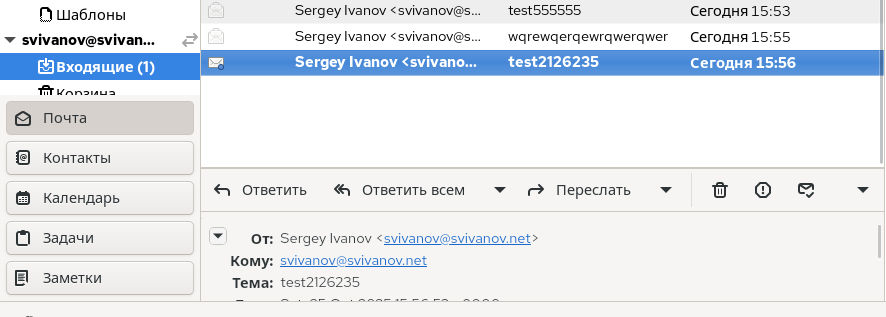 Шаблоны
svivanov@svivan...
Входящие (1)
Корзина
Почта
Контакты
Календарь
Задачи
Заметки
Sergey Ivanov <svivanov@s... test555555 Сегодня 15:53
Sergey Ivanov <svivanov@s... wqrewqerqewrqwerqwer Сегодня 15:55
Sergey Ivanov <svivano... test2126235 Сегодня 15:56
Ответить Ответить всем Переслать
От: Sergey Ivanov <svivanov@svivanov.net>
Кому: svivanov@svivanov.net
Тема: test2126235